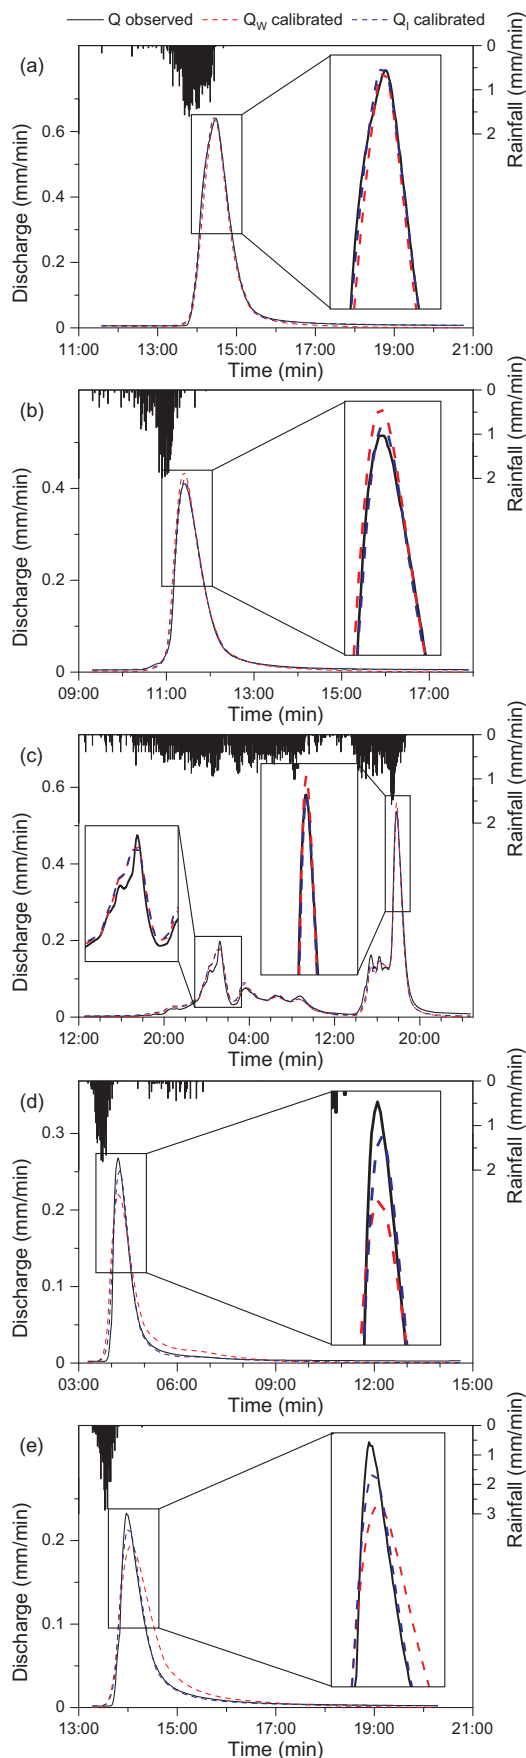 Q observed Q_W calibrated Q_I calibrated
(a)
Discharge (mm/min)
0.6
0.4
0.2
0
0
1
2
Rainfall (mm/min)
11:00 13:00 15:00 17:00 19:00 21:00
Time (min)
(b)
Discharge (mm/min)
0.4
0.2
0
0
1
2
Rainfall (mm/min)
09:00 11:00 13:00 15:00 17:00
Time (min)
(c)
Discharge (mm/min)
0.6
0.4
0.2
0
0
1
2
Rainfall (mm/min)
12:00 20:00 04:00 12:00 20:00
Time (min)
(d)
Discharge (mm/min)
0.3
0.2
0.1
0
0
1
2
Rainfall (mm/min)
03:00 06:00 09:00 12:00 15:00
Time (min)
(e)
Discharge (mm/min)
0.2
0.1
0
0
1
2
3
Rainfall (mm/min)
13:00 15:00 17:00 19:00 21:00
Time (min)